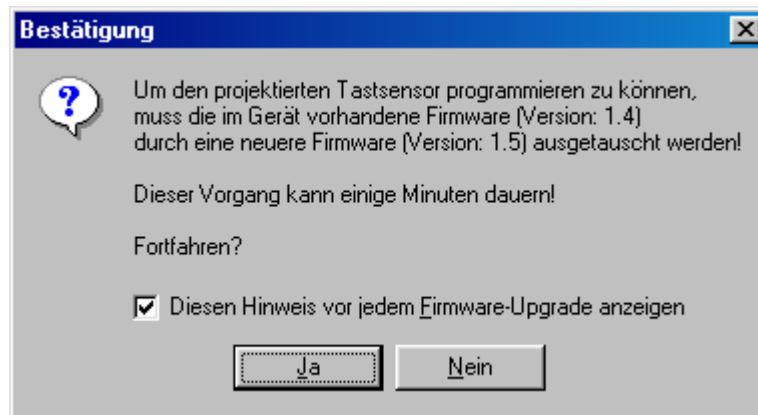 Bestätigung
Um den projektierten Tastsensor programmieren zu können,
muss die im Gerät vorhandene Firmware (Version: 1.4)
durch eine neuere Firmware (Version: 1.5) ausgetauscht werden!
Dieser Vorgang kann einige Minuten dauern!
Fortfahren?
Diesen Hinweis vor jedem Firmware-Upgrade anzeigen
Ja Nein